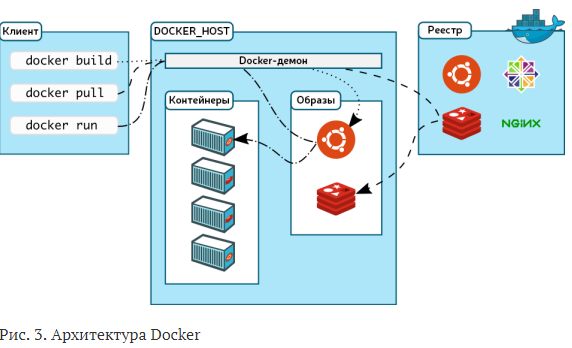 Клиент
docker build
docker pull
docker run
DOCKER_HOST
Docker-демон
Контейнеры
Образы
Реестр
NGiNX
Рис. 3. Архитектура Docker